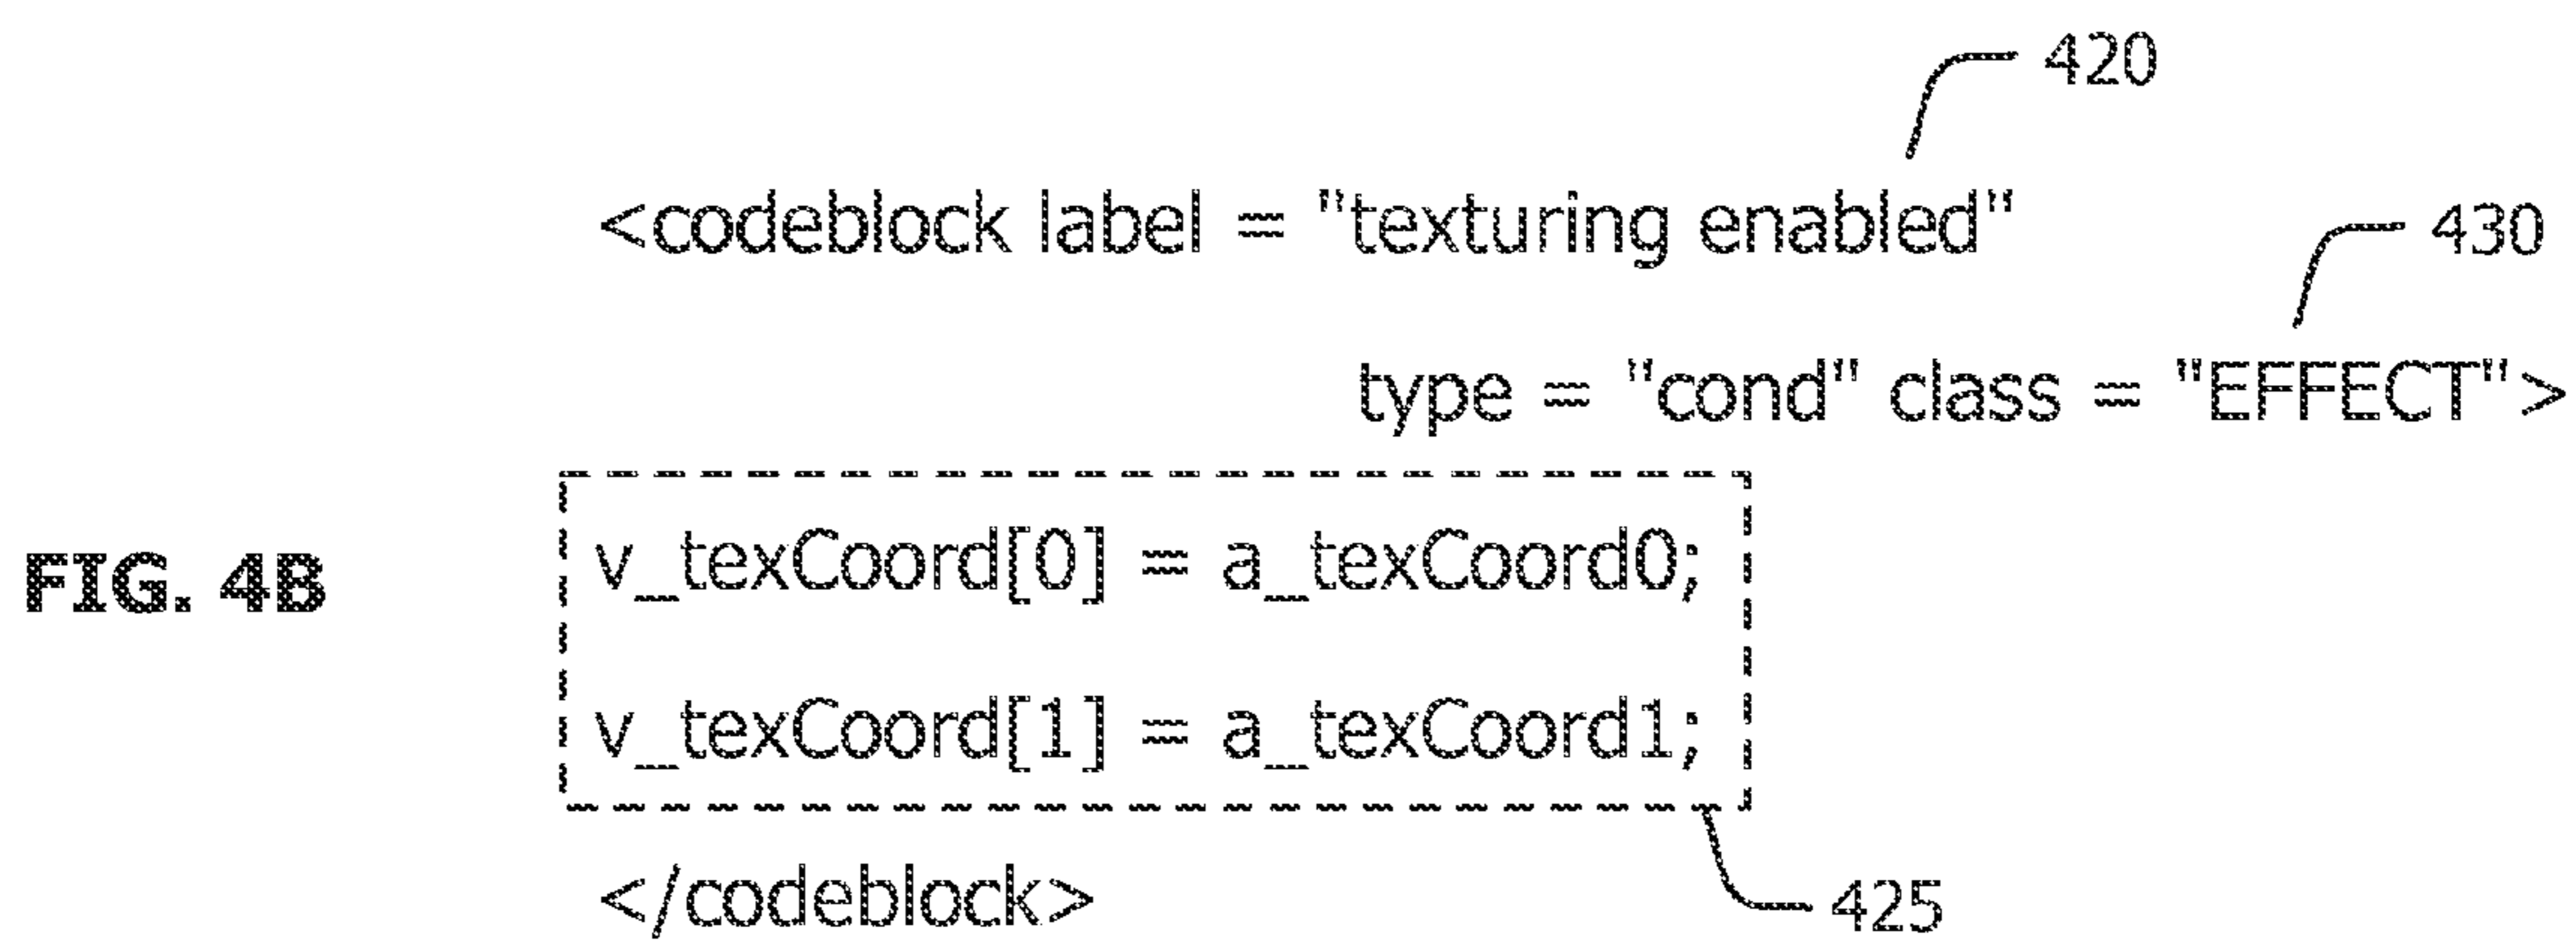 420
<codeblock label = "texturing enabled"
430
type = "cond" class = "EFFECT">
v_texCoord[0] = a_texCoord0;
FIG. 4B
v_texCoord[1] = a_texCoord1;
</codeblock>
425